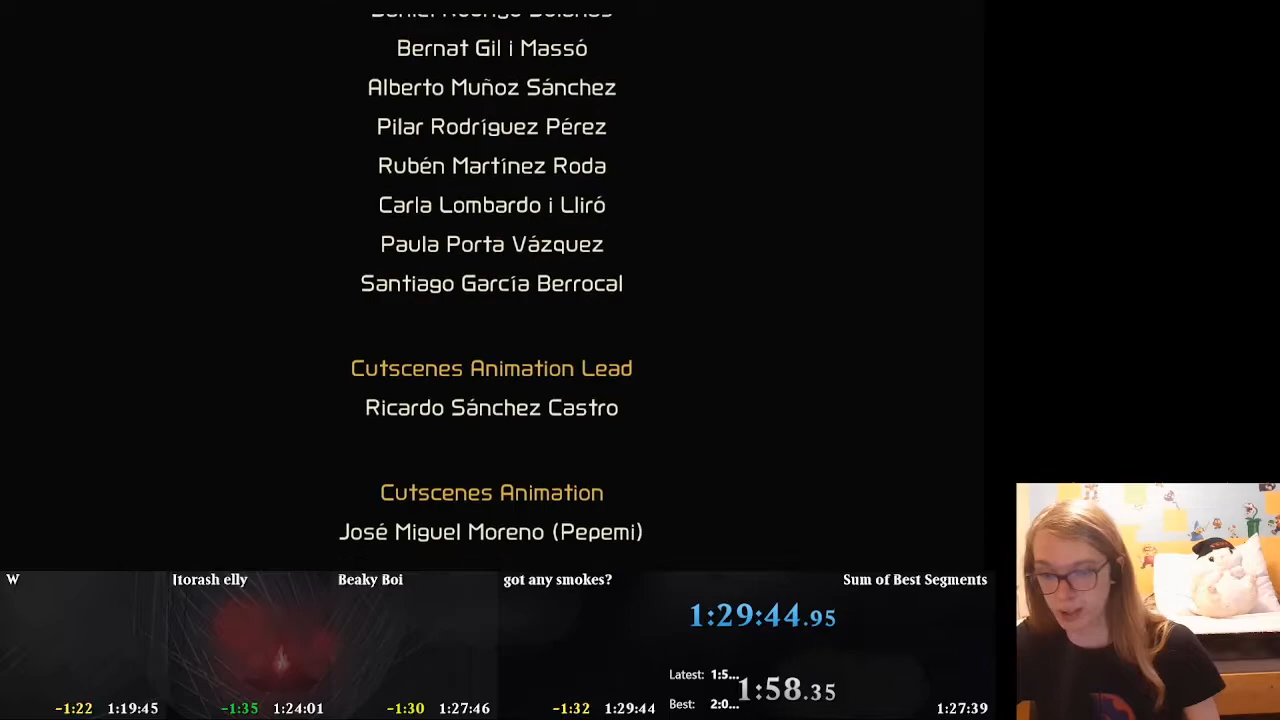 Bernat Gil i Massó
Alberto Muñoz Sánchez
Pilar Rodríguez Pérez
Rubén Martínez Roda
Carla Lombardo i Lliró
Paula Porta Vázquez
Santiago García Berrocal
Cutscenes Animation Lead
Ricardo Sánchez Castro
Cutscenes Animation
José Miguel Moreno (Pepemi)
W
Itorash elly
Beaky Boi
got any smokes?
Sum of Best Segments
1:29:44.95
Latest: 1:5...
1:58.35
Best: 2:0...
-1:22 1:19:45
-1:35 1:24:01
-1:30 1:27:46
-1:32 1:29:44
1:27:39